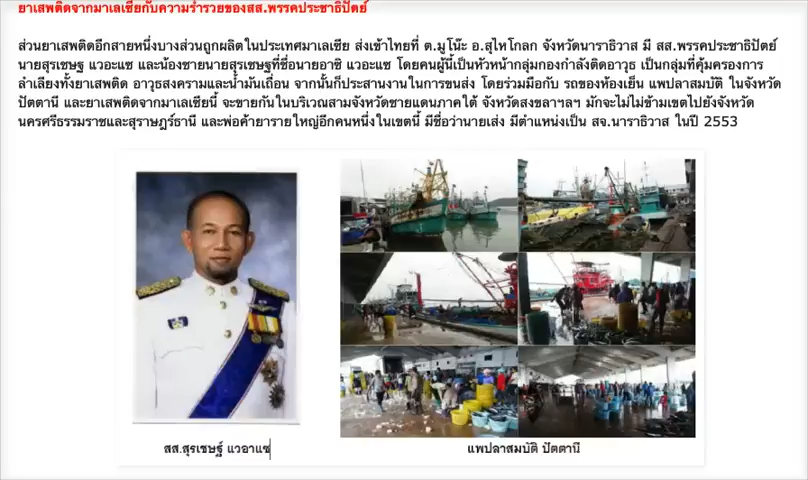 ยาเสพติดจากมาเลเซียกับความร่ำรวยของสส.พรรคประชาธิปัตย์
ส่วนยาเสพติดอีกสายหนึ่งบางส่วนถูกผลิตในประเทศมาเลเซีย ส่งเข้าไทยที่ ต.มูโน๊ะ อ.สุไหโกลก จังหวัดนาราธิวาส มี สส.พรรคประชาธิปัตย์
นายสุรเชษฐ แวอะแซ และน้องชายนายสุรเชษฐที่ชื่อนายอาซิ แวอะแซ โดยคนผู้นี้เป็นหัวหน้ากลุ่มกองกำลังติดอาวุธ เป็นกลุ่มที่คุ้มครองการ
ลำเลียงทั้งยาเสพติด อาวุธสงครามและน้ำมันเถื่อน จากนั้นก็ประสานงานในการขนส่ง โดยร่วมมือกับ รถของห้องเย็น แพปลาสมบัติ ในจังหวัด
ปัตตานี และยาเสพติดจากมาเลเซียนี้ จะขายกันในบริเวณสามจังหวัดชายแดนภาคใต้ จังหวัดสงขลาฯลฯ มักจะไม่ไม่ข้ามเขตไปยังจังหวัด
นครศรีธรรมราชและสุราษฎร์ธานี และพ่อค้ายารายใหญ่อีกคนหนึ่งในเขตนี้ มีชื่อว่านายเส่ง มีตำแหน่งเป็น สจ.นาราธิวาส ในปี 2553
สส.สุรเชษฐ์ แวอาแซ
แพปลาสมบัติ ปัตตานี